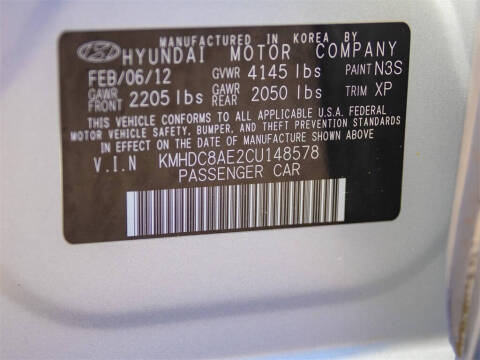 MANUFACTURED IN KOREA BY
HYUNDAI MOTOR COMPANY
FEB/06/12 GVWR 4145 lbs PAINT N3S
GAWR FRONT 2205 lbs GAWR REAR 2050 lbs TRIM XP
THIS VEHICLE CONFORMS TO ALL APPLICABLE U.S.A. FEDERAL
MOTOR VEHICLE SAFETY, BUMPER, AND THEFT PREVENTION STANDARDS
IN EFFECT ON THE DATE OF MANUFACTURE SHOWN ABOVE.
V.I.N KMHDC8AE2CU148578
PASSENGER CAR